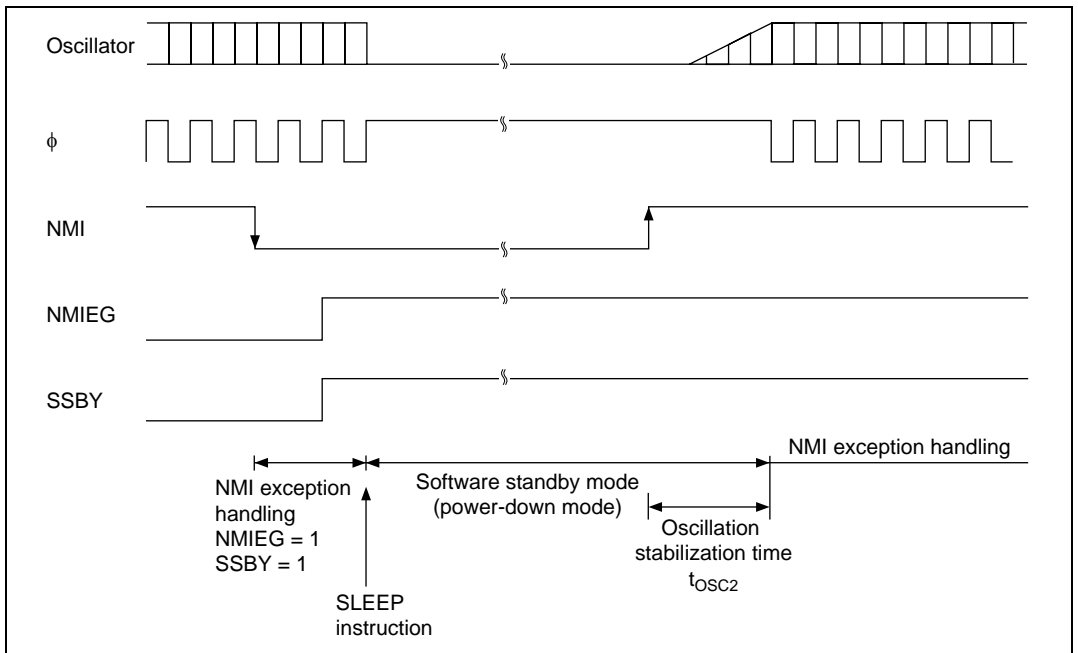 Oscillator
ϕ
NMI
NMIEG
SSBY
NMI exception handling
NMI exception
handling
NMIEG = 1
SSBY = 1
Software standby mode
(power-down mode)
Oscillation
stabilization time
tOSC2
SLEEP
instruction